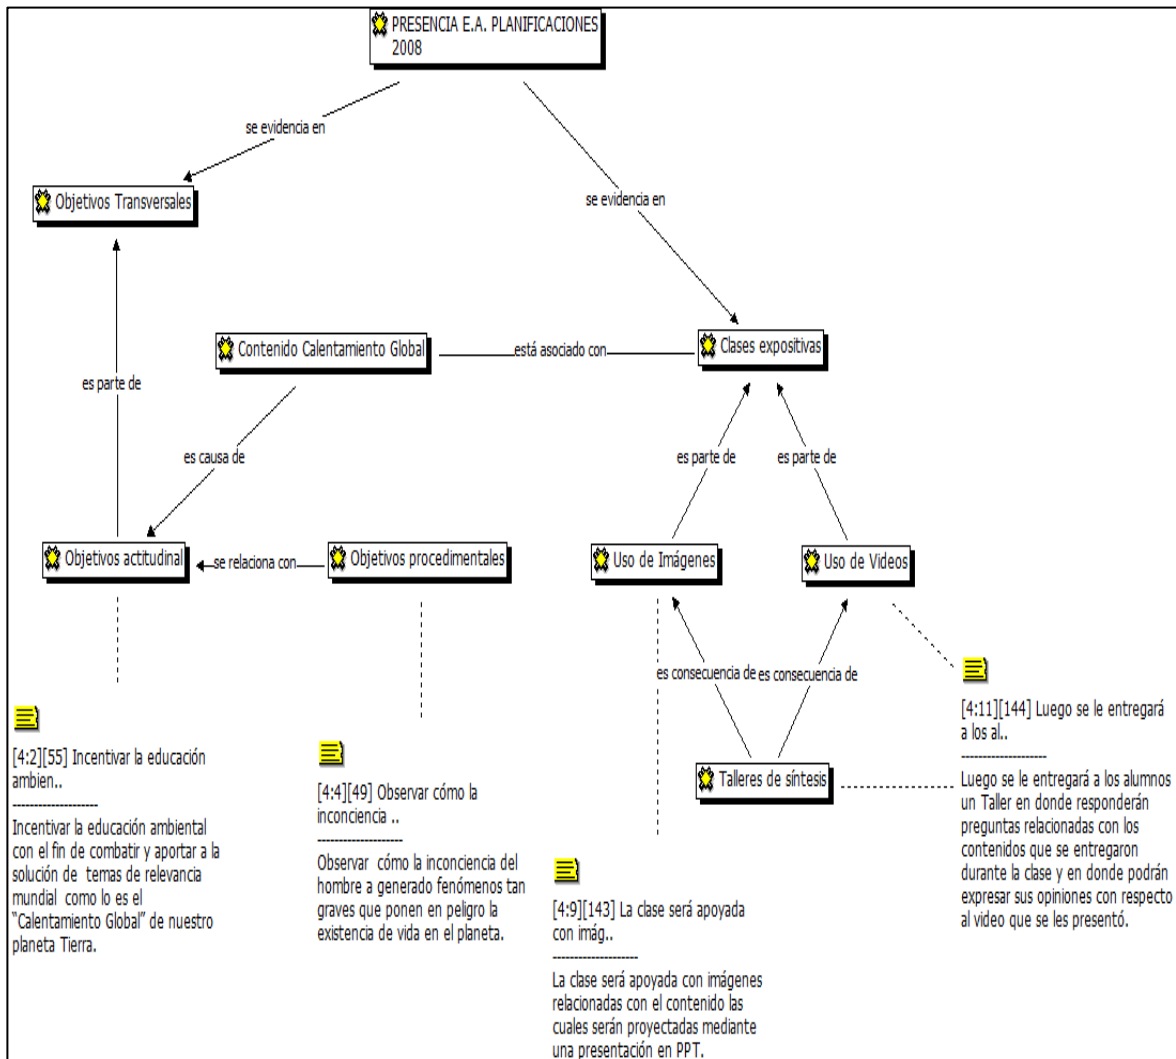 PRESENCIA E.A. PLANIFICACIONES
2008
se evidencia en
se evidencia en
Objetivos Transversales
Contenido Calentamiento Global
está asociado con
Clases expositivas
es parte de
es causa de
es parte de
es parte de
Objetivos actitudinal
se relaciona con
Objetivos procedimentales
Uso de Imágenes
Uso de Videos
es consecuencia de
es consecuencia de
Talleres de síntesis
[4:2][55] Incentivar la educación
ambien..
--------------------
Incentivar la educación ambiental
con el fin de combatir y aportar a la
solución de temas de relevancia
mundial como lo es el
"Calentamiento Global" de nuestro
planeta Tierra.
[4:4][49] Observar cómo la
inconciencia ..
--------------------
Observar cómo la inconciencia del
hombre a generado fenómenos tan
graves que ponen en peligro la
existencia de vida en el planeta.
[4:9][143] La clase será apoyada
con imág..
--------------------
La clase será apoyada con imágenes
relacionadas con el contenido las
cuales serán proyectadas mediante
una presentación en PPT.
[4:11][144] Luego se le entregará
a los al..
--------------------
Luego se le entregará a los alumnos
un Taller en donde responderán
preguntas relacionadas con los
contenidos que se entregaron
durante la clase y en donde podrán
expresar sus opiniones con respecto
al video que se les presentó.